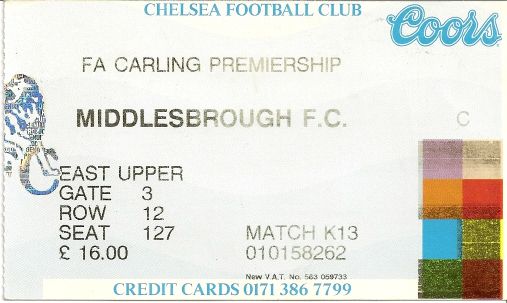 CHELSEA FOOTBALL CLUB
Coors
FA CARLING PREMIERSHIP
MIDDLESBROUGH F.C.
C
EAST UPPER
GATE 3
ROW 12
SEAT 127 MATCH K13
£ 16.00 010158262
New V.A.T. No. 563 059733
CREDIT CARDS 0171 386 7799